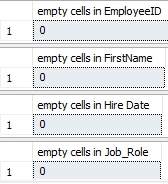 empty cells in EmployeeID
1 0
empty cells in FirstName
1 0
empty cells in Hire Date
1 0
empty cells in Job_Role
1 0